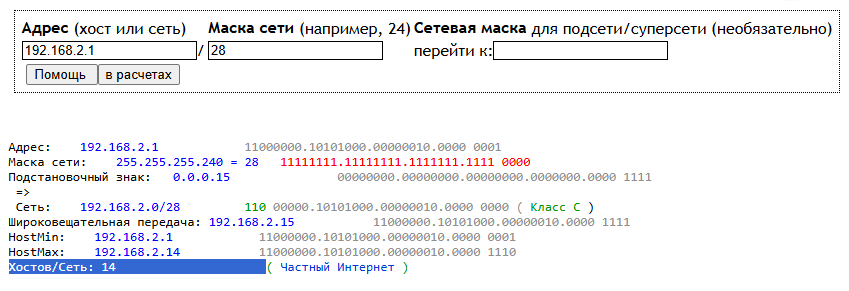 Адрес (хост или сеть) Маска сети (например, 24) Сетевая маска для подсети/суперсети (необязательно)
192.168.2.1 / 28 перейти к:
Помощь в расчетах
Адрес: 192.168.2.1 11000000.10101000.00000010.0000 0001
Маска сети: 255.255.255.240 = 28 11111111.11111111.1111111.1111 0000
Подстановочный знак: 0.0.0.15 00000000.00000000.00000000.0000000.0000 1111
=>
Сеть: 192.168.2.0/28 110 00000.10101000.00000010.0000 0000 ( Класс C )
Широковещательная передача: 192.168.2.15 11000000.10101000.00000010.0000 1111
HostMin: 192.168.2.1 11000000.10101000.00000010.0000 0001
HostMax: 192.168.2.14 11000000.10101000.00000010.0000 1110
Хостов/Сеть: 14 ( Частный Интернет )